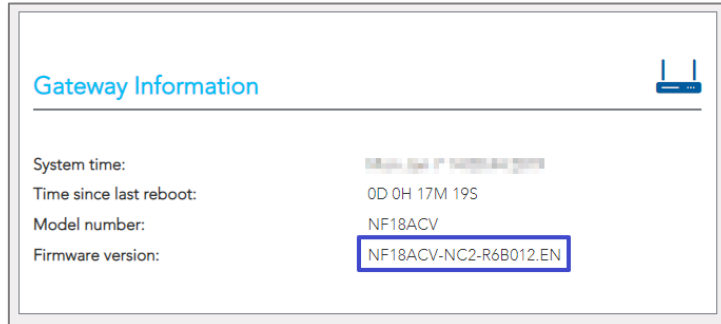 Gateway Information
System time:
Time since last reboot: 0D 0H 17M 19S
Model number: NF18ACV
Firmware version: NF18ACV-NC2-R6B012.EN